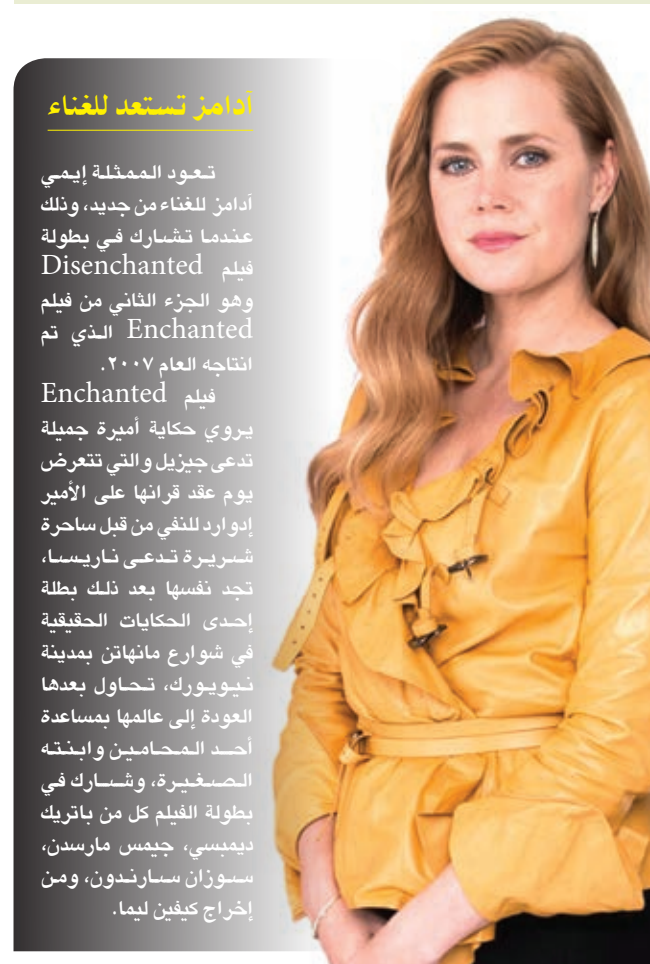 آدامز تستعد للغناء
تعود الممثلة إيمي
آدامز للغناء من جديد، وذلك
عندما تشارك في بطولة
فيلم Disenchanted
وهو الجزء الثاني من فيلم
Enchanted الذي تم
انتاجه العام ٢٠٠٧.
فيلم Enchanted
يروي حكاية أميرة جميلة
تدعى جيزيل والتي تتعرض
يوم عقد قرانها على الأمير
إدوارد للنفي من قبل ساحرة
شريرة تدعى ناريسا،
تجد نفسها بعد ذلك بطلة
إحدى الحكايات الحقيقية
في شوارع مانهاتن بمدينة
نيويورك، تحاول بعدها
العودة إلى عالمها بمساعدة
أحد المحامين وابنته
الصغيرة، وشارك في
بطولة الفيلم كل من باتريك
ديمبسي، جيمس مارسدن،
سوزان ساراندون، ومن
إخراج كيفين ليما.